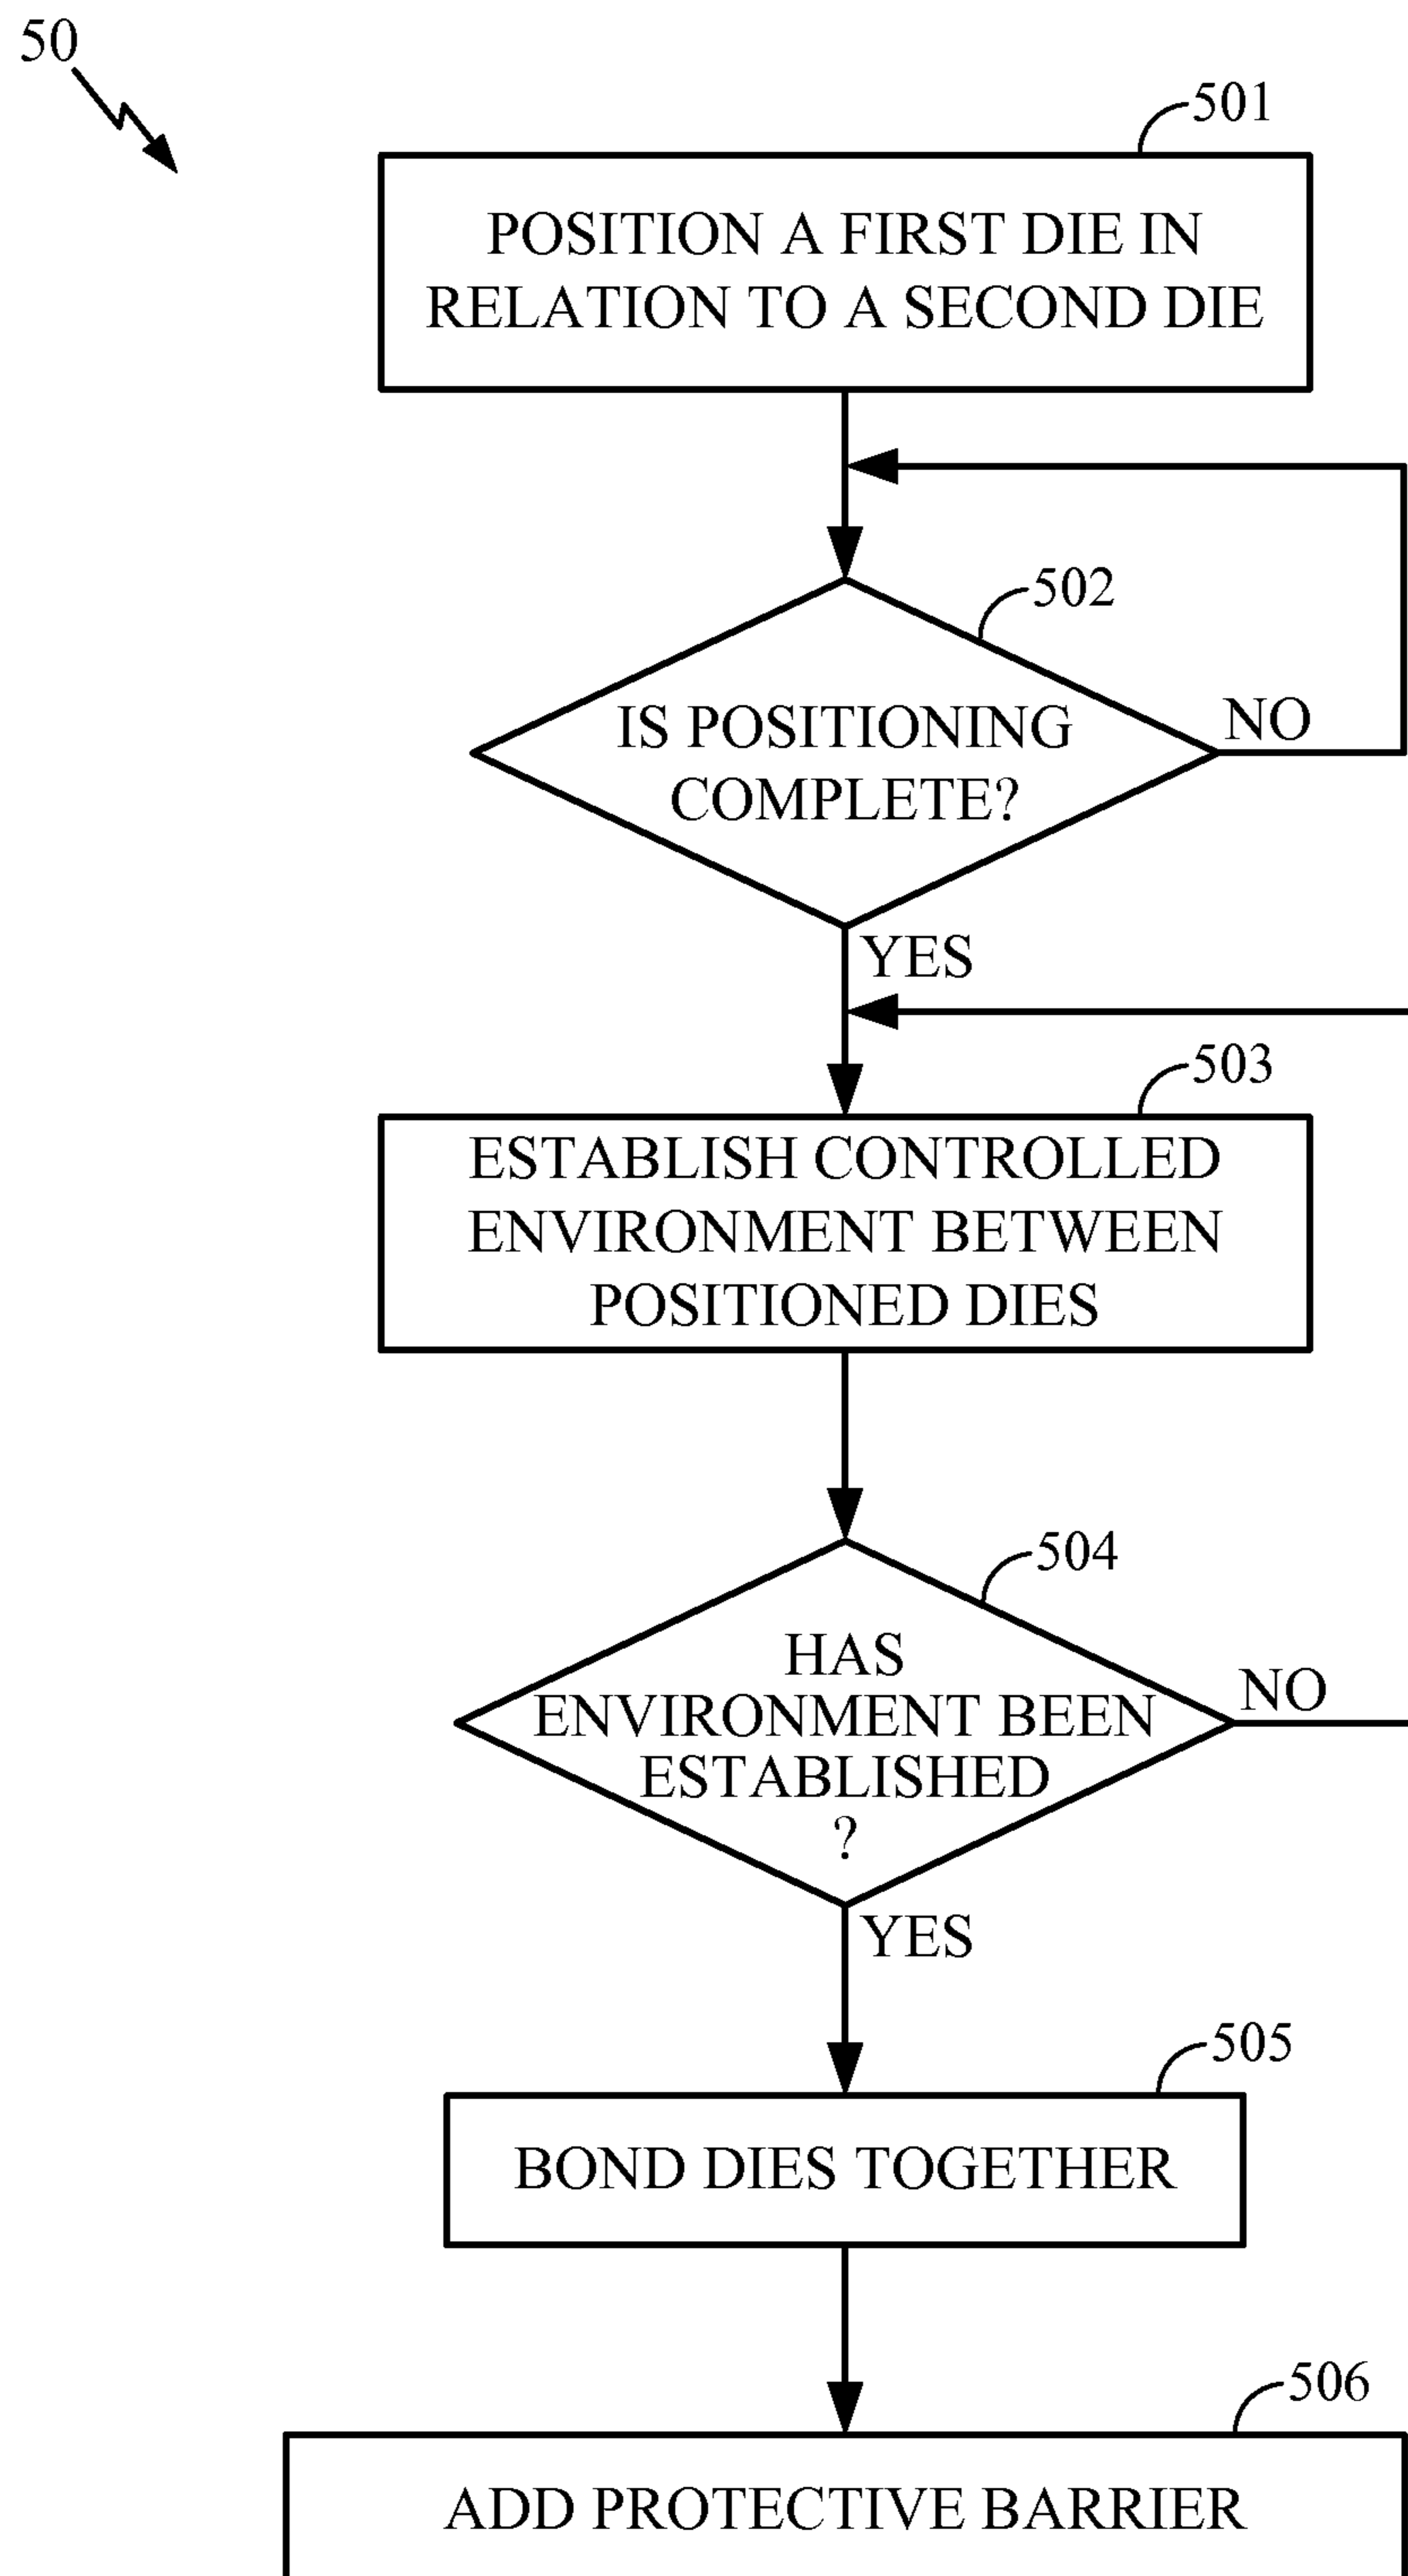 50
501
POSITION A FIRST DIE IN
RELATION TO A SECOND DIE
502
IS POSITIONING
COMPLETE?
NO
YES
503
ESTABLISH CONTROLLED
ENVIRONMENT BETWEEN
POSITIONED DIES
504
HAS
ENVIRONMENT BEEN
ESTABLISHED
?
NO
YES
505
BOND DIES TOGETHER
506
ADD PROTECTIVE BARRIER